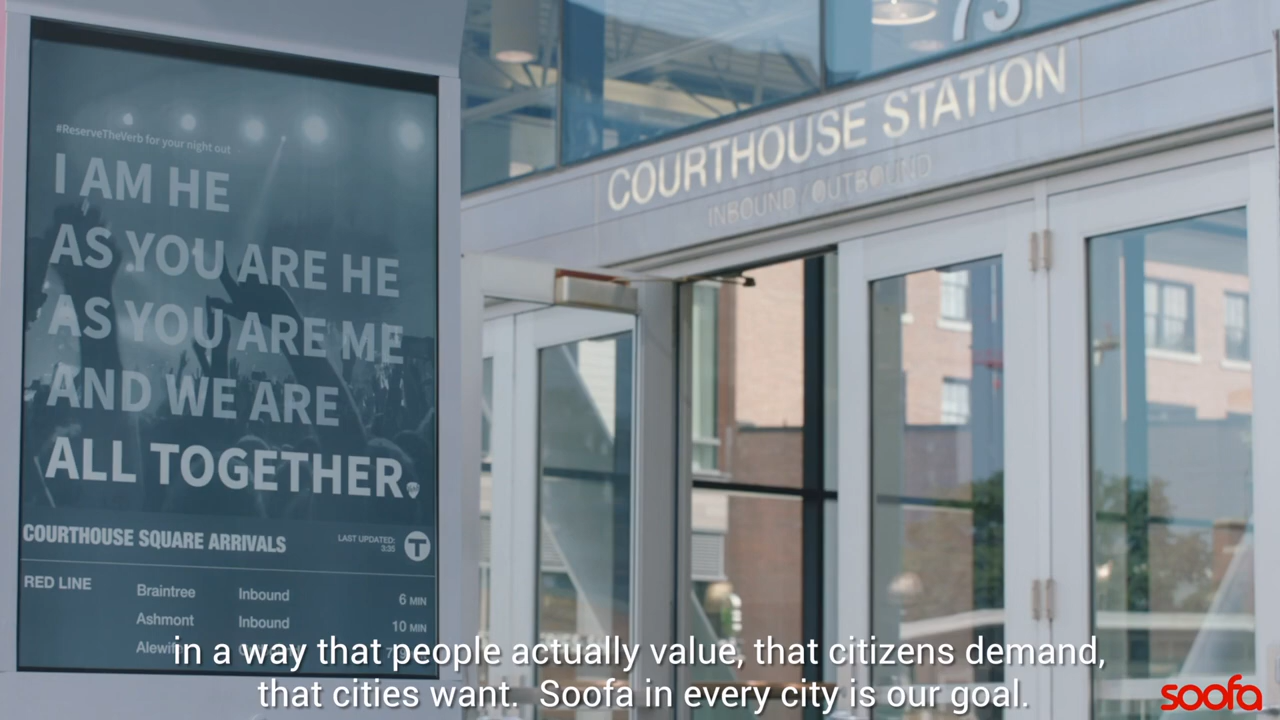 73
COURTHOUSE STATION
INBOUND / OUTBOUND
#ReserveTheVerb for your night out
I AM HE
AS YOU ARE HE
AS YOU ARE ME
AND WE ARE
ALL TOGETHER.
COURTHOUSE SQUARE ARRIVALS
LAST UPDATED:
3:35
T
RED LINE
Braintree Inbound 6 MIN
Ashmont Inbound 10 MIN
in a way that people actually value, that citizens demand,
that cities want. Soofa in every city is our goal.
soofa